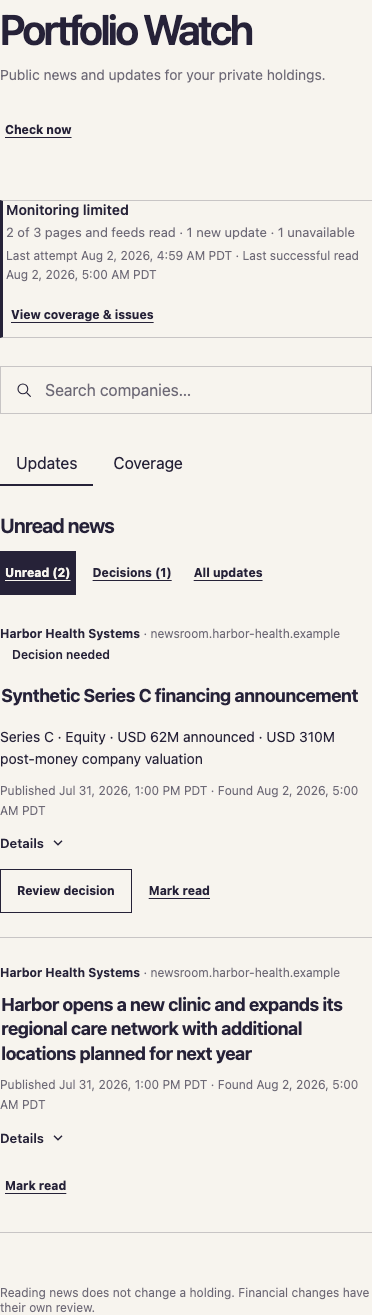 Portfolio Watch
Public news and updates for your private holdings.
Check now
Monitoring limited
2 of 3 pages and feeds read · 1 new update · 1 unavailable
Last attempt Aug 2, 2026, 4:59 AM PDT · Last successful read
Aug 2, 2026, 5:00 AM PDT
View coverage & issues
Search companies...
Updates Coverage
Unread news
Unread (2) Decisions (1) All updates
Harbor Health Systems · newsroom.harbor-health.example
Decision needed
Synthetic Series C financing announcement
Series C · Equity · USD 62M announced · USD 310M
post-money company valuation
Published Jul 31, 2026, 1:00 PM PDT · Found Aug 2, 2026, 5:00
AM PDT
Details
Review decision Mark read
Harbor Health Systems · newsroom.harbor-health.example
Harbor opens a new clinic and expands its
regional care network with additional
locations planned for next year
Published Jul 31, 2026, 1:00 PM PDT · Found Aug 2, 2026, 5:00
AM PDT
Details
Mark read
Reading news does not change a holding. Financial changes have
their own review.